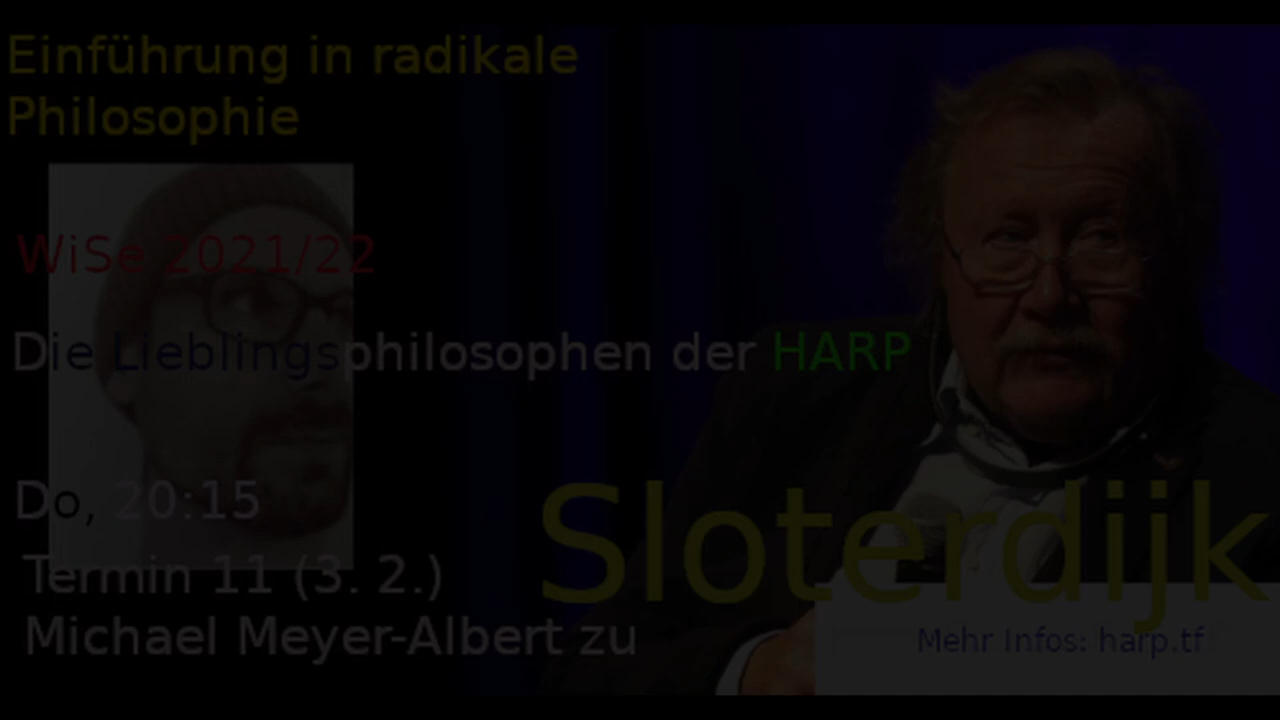 Einführung in radikale
Philosophie
WiSe 2021/22
Die Lieblingsphilosophen der HARP
Do, 20:15
Termin 11 (3. 2.)
Michael Meyer-Albert zu
Sloterdijk
Mehr Infos: harp.tf